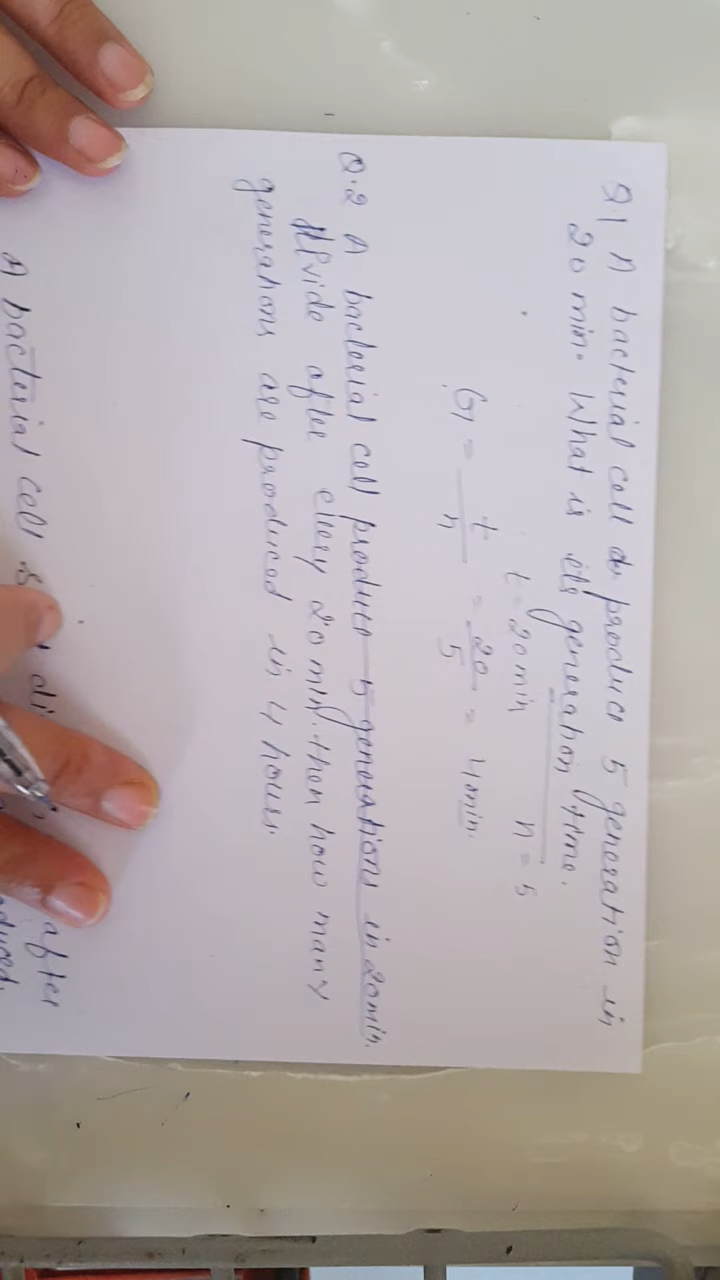 Q.1 A bacterial cell produce 5 generation in
20 min. What is its generation time.
t = 20 min n = 5
G = t/n = 20/5 = 4 min.
Q.2 A bacterial cell produce 5 generations in 20 min.
divide after every 20 min. then how many
generations are produced in 4 hours.
A bacterial cell
after